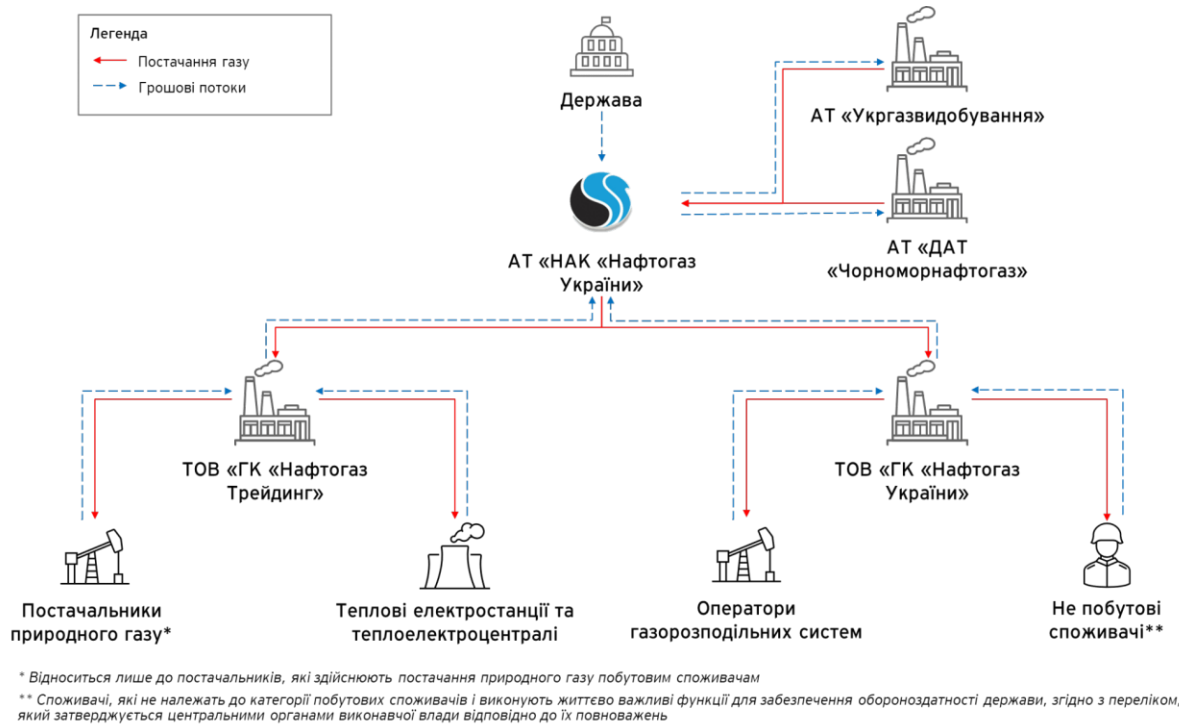 Легенда
Постачання газу
Грошові потоки
Держава
АТ «Укргазвидобування»
АТ «ДАТ
«Чорноморнафтогаз»
АТ «НАК «Нафтогаз
України»
ТОВ «ГК «Нафтогаз
Трейдинг»
ТОВ «ГК «Нафтогаз
України»
Постачальники
природного газу*
Теплові електростанції та
теплоелектроцентралі
Оператори
газорозподільних систем
Не побутові
споживачі**
* Відноситься лише до постачальників, які здійснюють постачання природного газу побутовим споживачам
** Споживачі, які не належать до категорії побутових споживачів і виконують життєво важливі функції для забезпечення обороноздатності держави, згідно з переліком,
який затверджується центральними органами виконавчої влади відповідно до їх повноважень